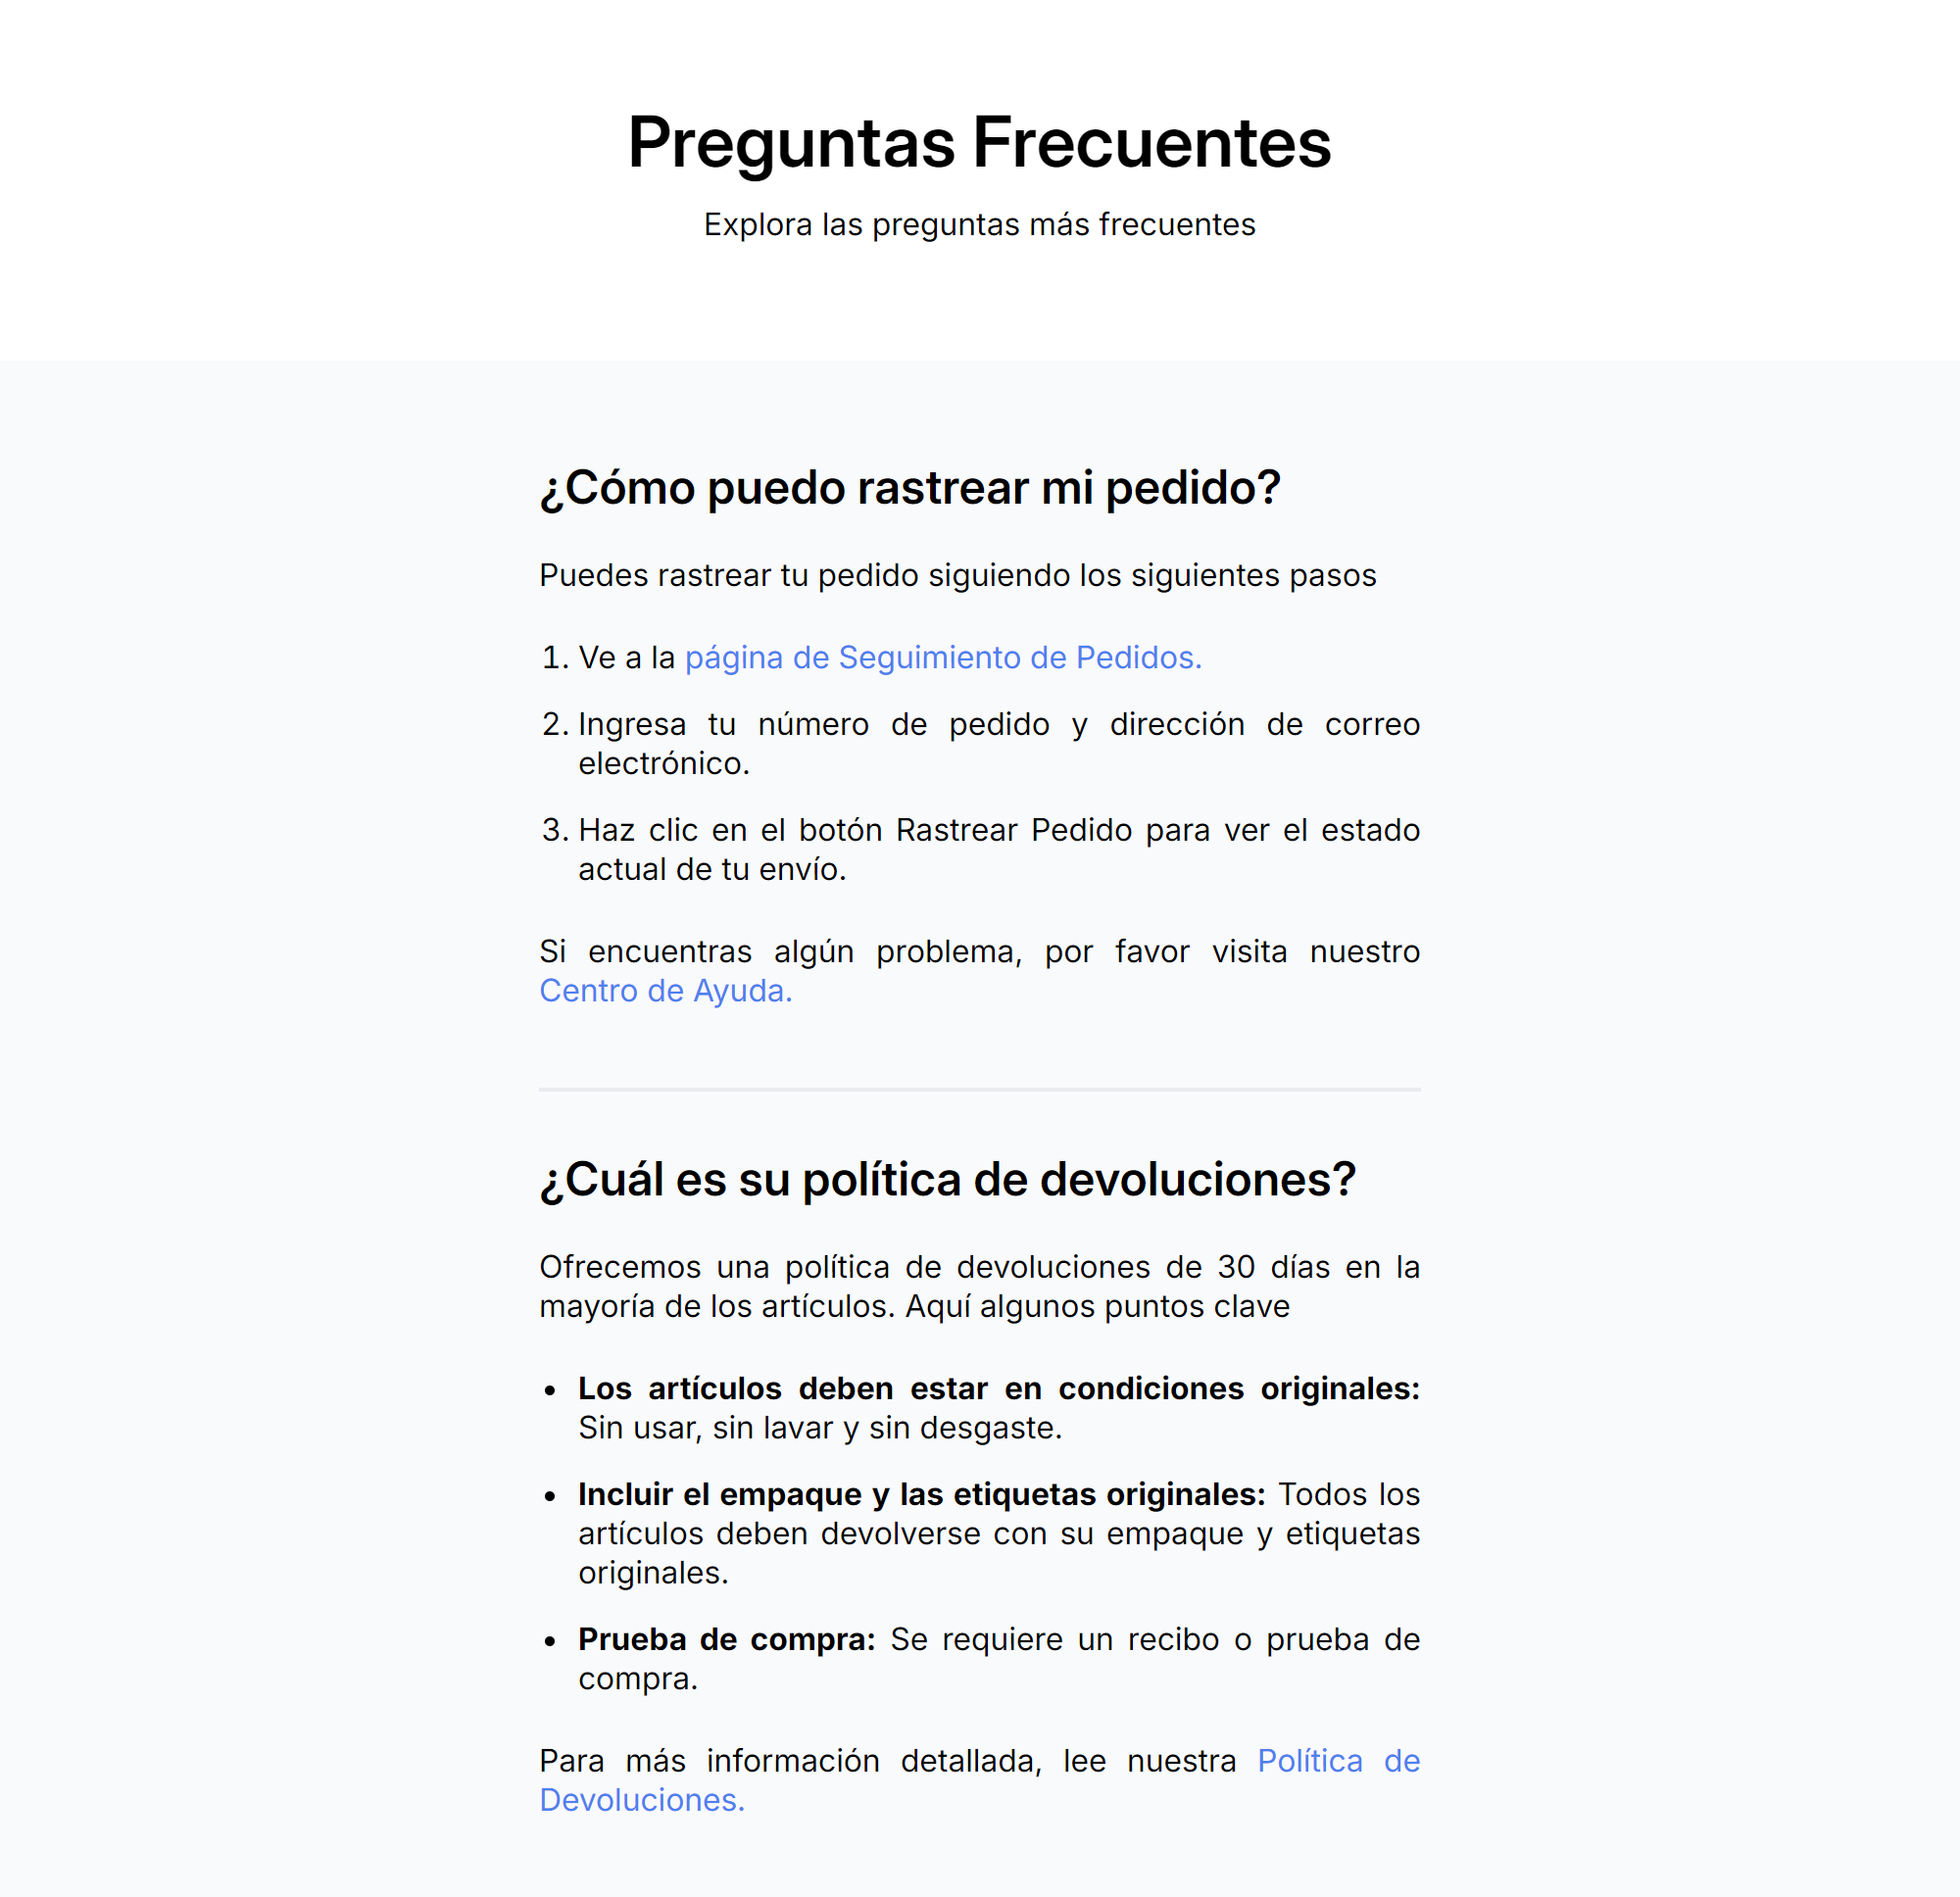 Preguntas Frecuentes
Explora las preguntas más frecuentes
¿Cómo puedo rastrear mi pedido?
Puedes rastrear tu pedido siguiendo los siguientes pasos
1. Ve a la página de Seguimiento de Pedidos.
2. Ingresa tu número de pedido y dirección de correo
electrónico.
3. Haz clic en el botón Rastrear Pedido para ver el estado
actual de tu envío.
Si encuentras algún problema, por favor visita nuestro
Centro de Ayuda.
¿Cuál es su política de devoluciones?
Ofrecemos una política de devoluciones de 30 días en la
mayoría de los artículos. Aquí algunos puntos clave
• Los artículos deben estar en condiciones originales:
Sin usar, sin lavar y sin desgaste.
• Incluir el empaque y las etiquetas originales: Todos los
artículos deben devolverse con su empaque y etiquetas
originales.
• Prueba de compra: Se requiere un recibo o prueba de
compra.
Para más información detallada, lee nuestra Política de
Devoluciones.